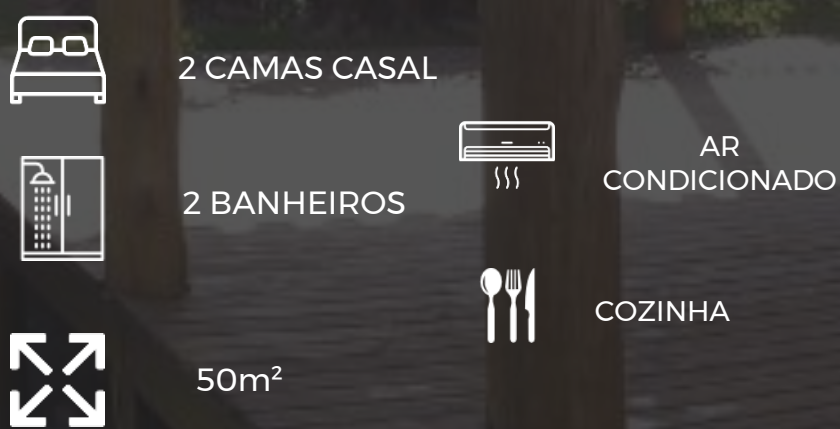 2 CAMAS CASAL
2 BANHEIROS
50m²
AR
CONDICIONADO
COZINHA